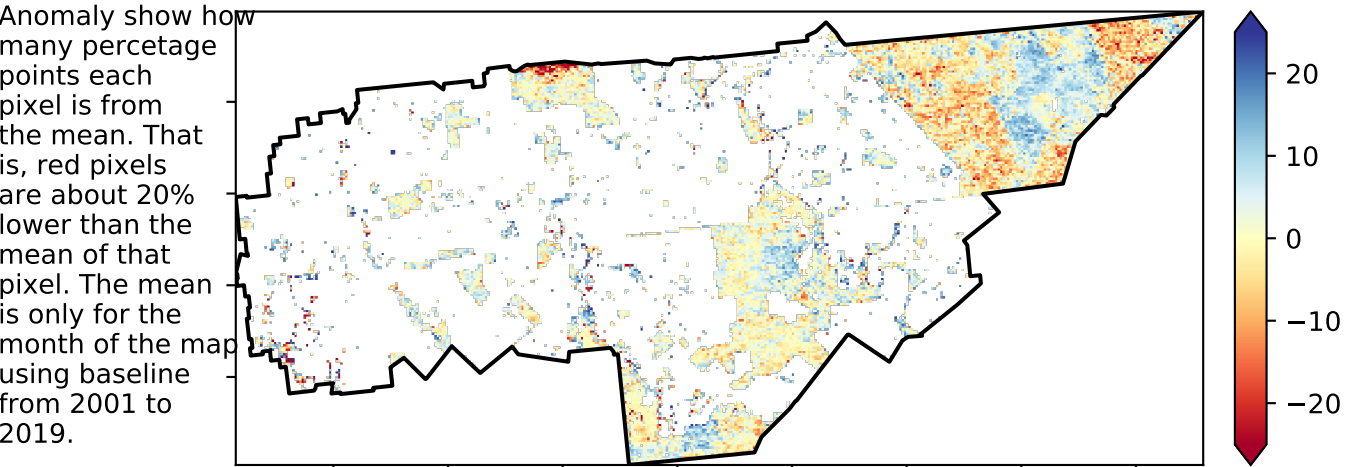 Anomaly show how
many percetage
points each
pixel is from
the mean. That
is, red pixels
are about 20%
lower than the
mean of that
pixel. The mean
is only for the
month of the map
using baseline
from 2001 to
2019.
20
10
0
−10
−20